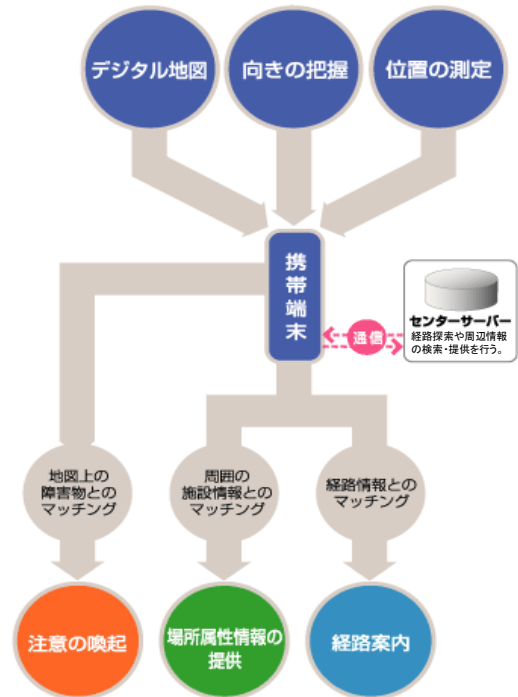 デジタル地図
向きの把握
位置の測定
携帯端末
通信
センターサーバー
経路探索や周辺情報
の検索・提供を行う。
地図上の
障害物との
マッチング
周囲の
施設情報との
マッチング
経路情報との
マッチング
注意の喚起
場所属性情報の
提供
経路案内